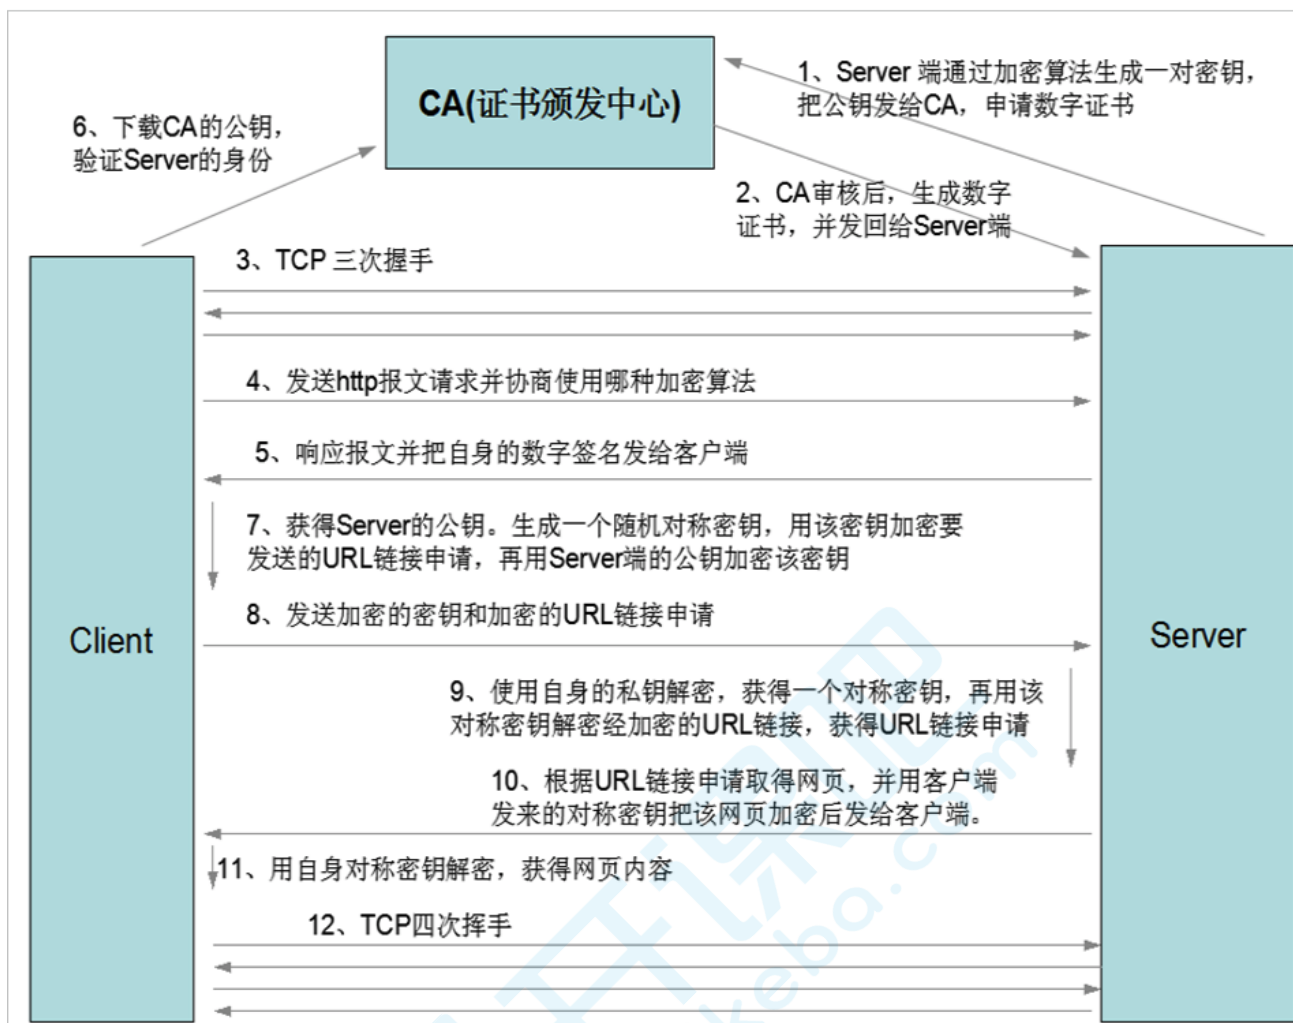 CA(证书颁发中心)
1、Server 端通过加密算法生成一对密钥，
把公钥发给CA，申请数字证书
6、下载CA的公钥，
验证Server的身份
2、CA审核后，生成数字
证书，并发回给Server端
3、TCP 三次握手
4、发送http报文请求并协商使用哪种加密算法
5、响应报文并把自身的数字签名发给客户端
7、获得Server的公钥。生成一个随机对称密钥，用该密钥加密要
发送的URL链接申请，再用Server端的公钥加密该密钥
8、发送加密的密钥和加密的URL链接申请
Client
Server
9、使用自身的私钥解密，获得一个对称密钥，再用该
对称密钥解密经加密的URL链接，获得URL链接申请
10、根据URL链接申请取得网页，并用客户端
发来的对称密钥把该网页加密后发给客户端。
11、用自身对称密钥解密，获得网页内容
12、TCP四次挥手
开课吧
keba.com